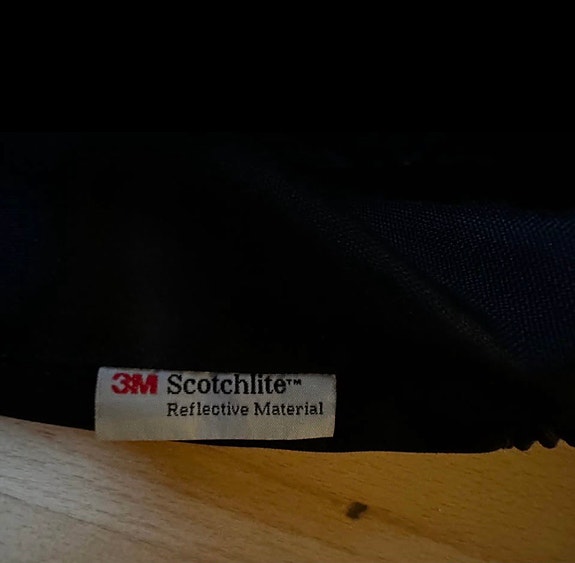 3M Scotchlite™
Reflective Material